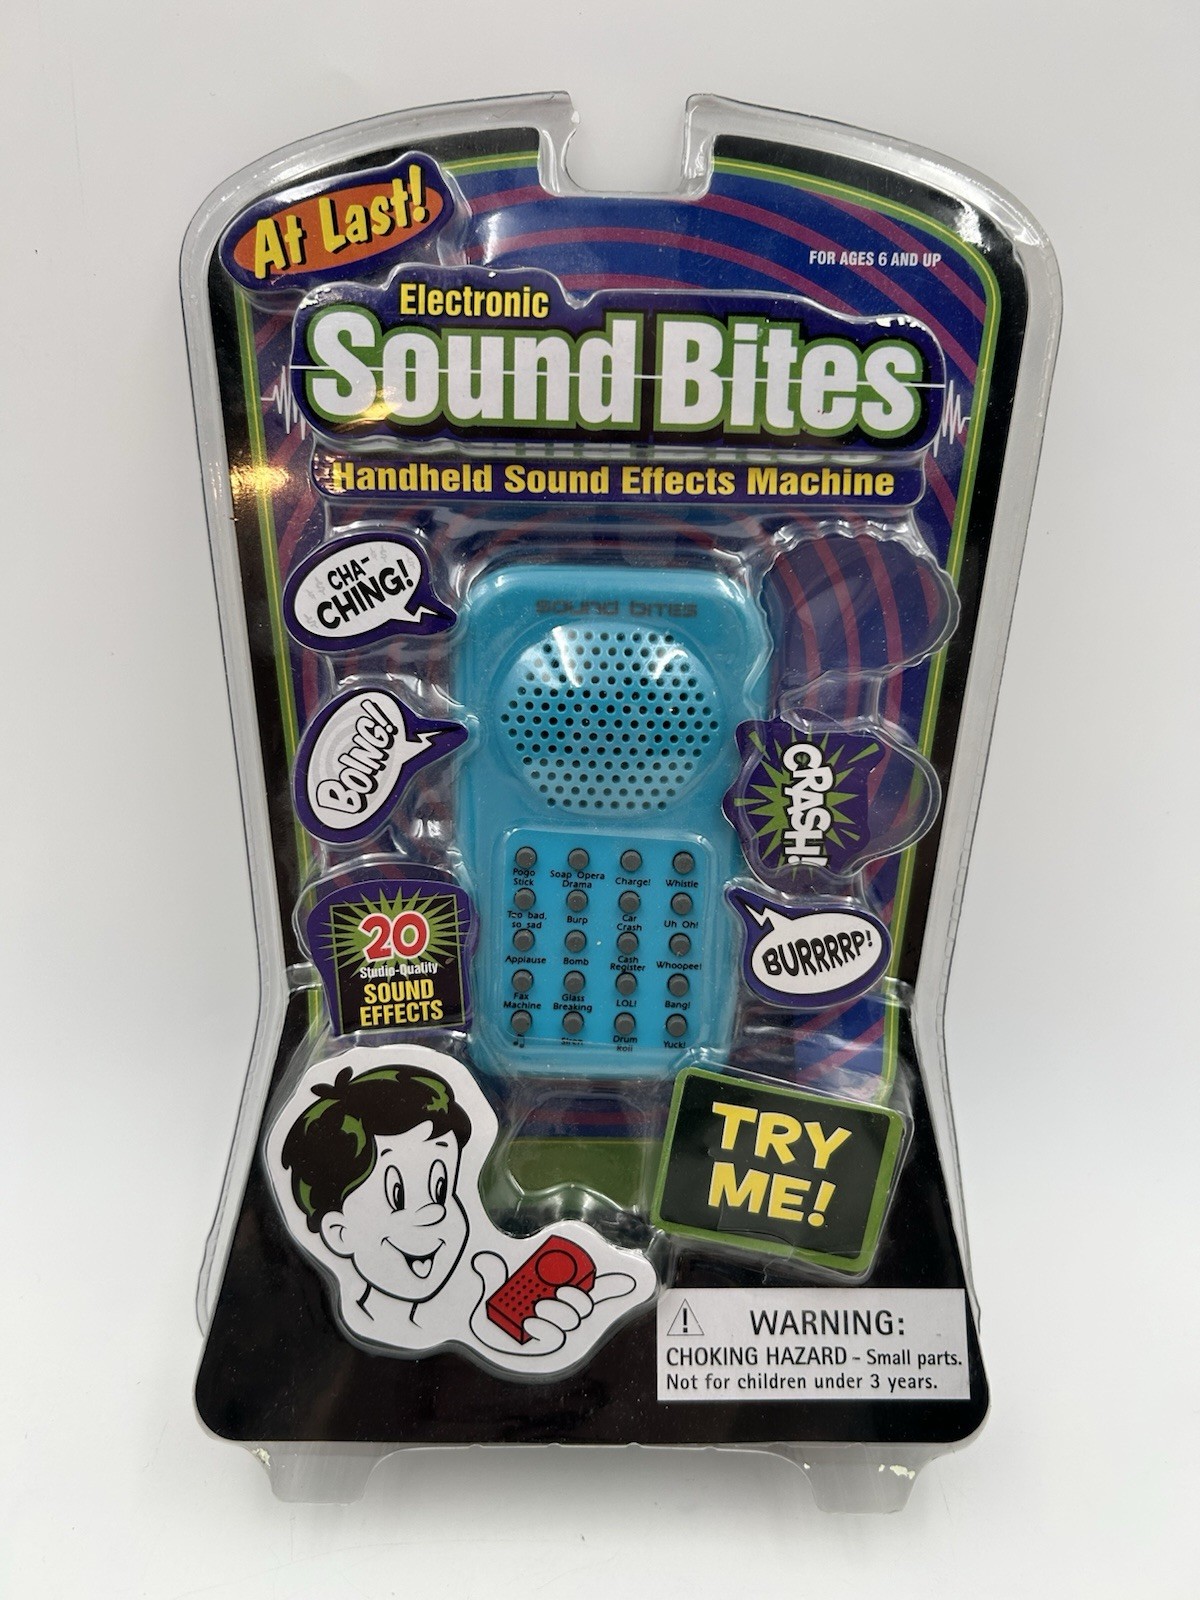 At Last!
FOR AGES 6 AND UP
Electronic
Sound Bites
Handheld Sound Effects Machine
CHA-
CHING!
sound bites
BOING!
CRASH!
Pogo
Stick
Soap Opera
Drama
Charge!
Whistle
Too bad,
so sad
Burp
Car
Crash
Uh Oh!
Applause
Bomb
Cash
Register
Whoopee!
Fax
Machine
Glass
Breaking
LOL!
Bang!
Siren
Drum
Roll
Yuck!
20
Studio-Quality
SOUND
EFFECTS
BURRRRP!
TRY
ME!
WARNING:
CHOKING HAZARD - Small parts.
Not for children under 3 years.